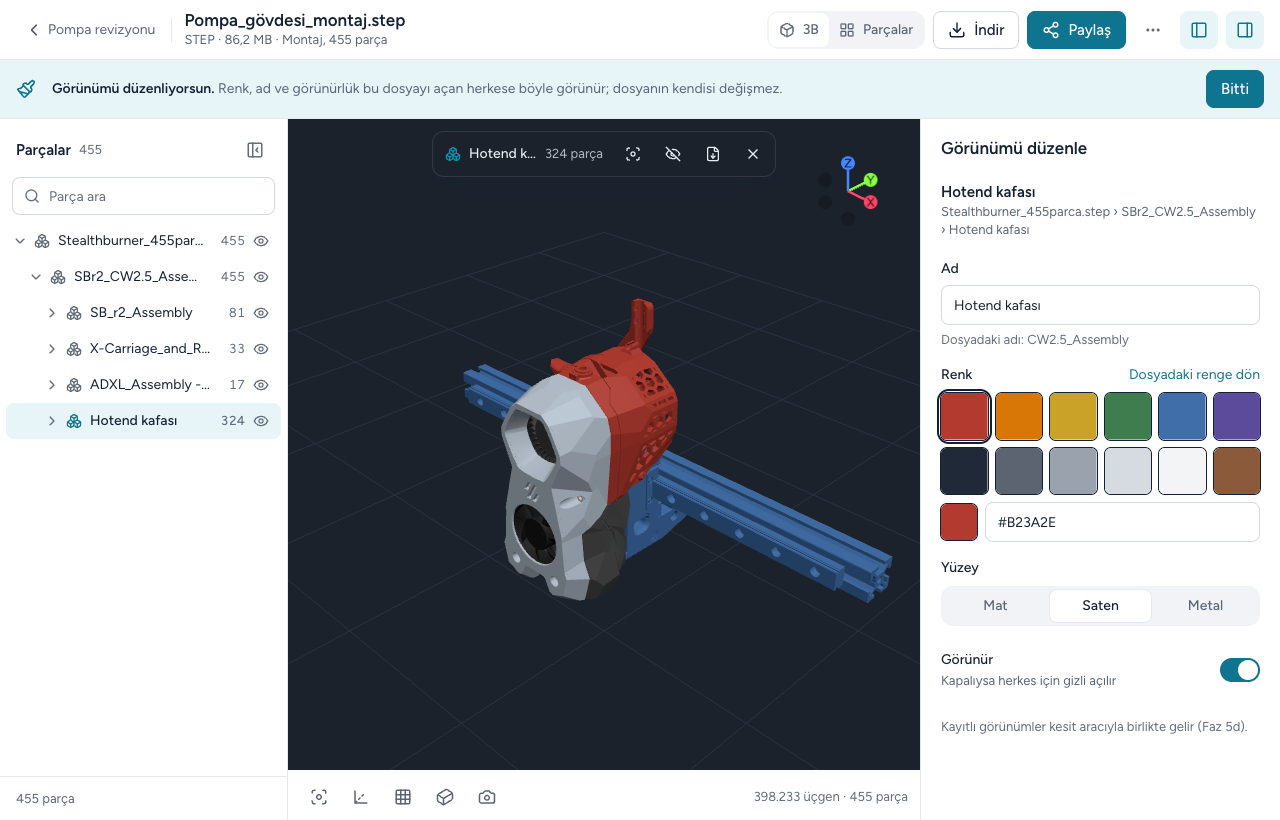 Pompa revizyonu
Pompa_gövdesi_montaj.step
STEP · 86,2 MB · Montaj, 455 parça
3B
Parçalar
İndir
Paylaş
Görünümü düzenliyorsun. Renk, ad ve görünürlük bu dosyayı açan herkese böyle görünür; dosyanın kendisi değişmez.
Bitti
Parçalar 455
Parça ara
Stealthburner_455par... 455
SBr2_CW2.5_Asse... 455
SB_r2_Assembly 81
X-Carriage_and_R... 33
ADXL_Assembly -... 17
Hotend kafası 324
455 parça
Hotend k... 324 parça
Z
Y
X
398.233 üçgen · 455 parça
Görünümü düzenle
Hotend kafası
Stealthburner_455parca.step › SBr2_CW2.5_Assembly
› Hotend kafası
Ad
Hotend kafası
Dosyadaki adı: CW2.5_Assembly
Renk
Dosyadaki renge dön
#B23A2E
Yüzey
Mat
Saten
Metal
Görünür
Kapalıysa herkes için gizli açılır
Kayıtlı görünümler kesit aracıyla birlikte gelir (Faz 5d).